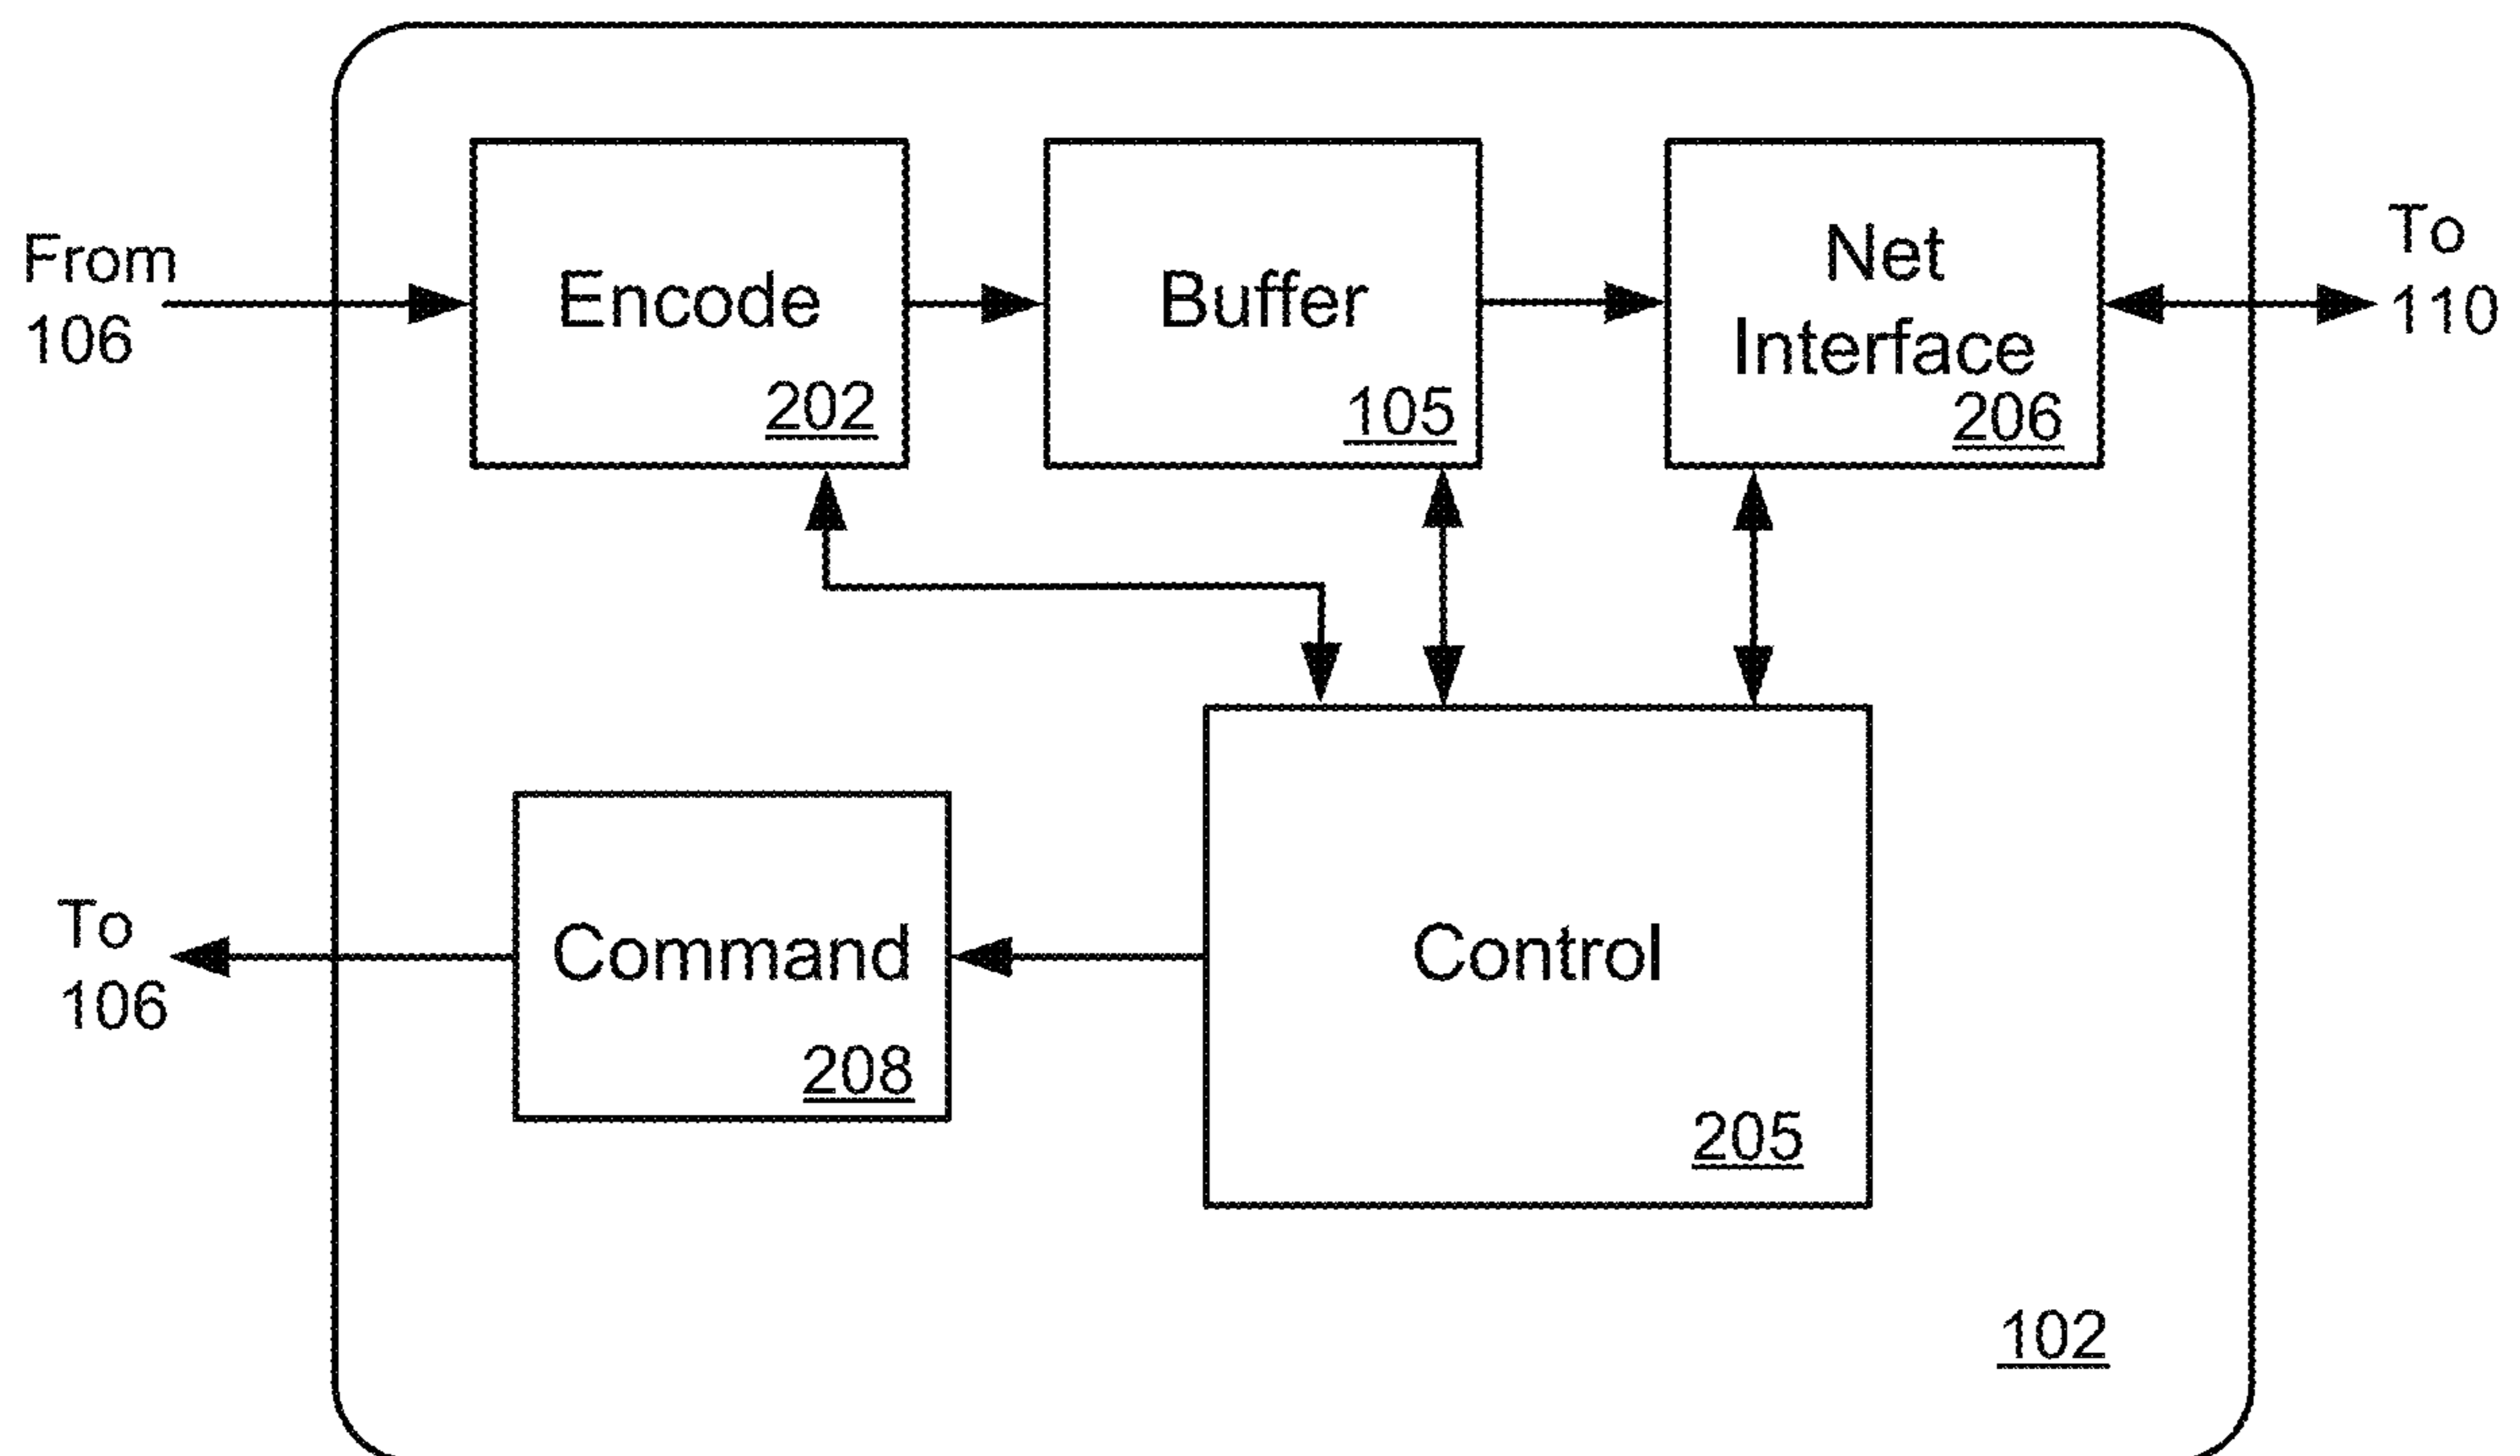 From
106
Encode
202
Buffer
105
Net
Interface
206
To
110
To
106
Command
208
Control
205
102